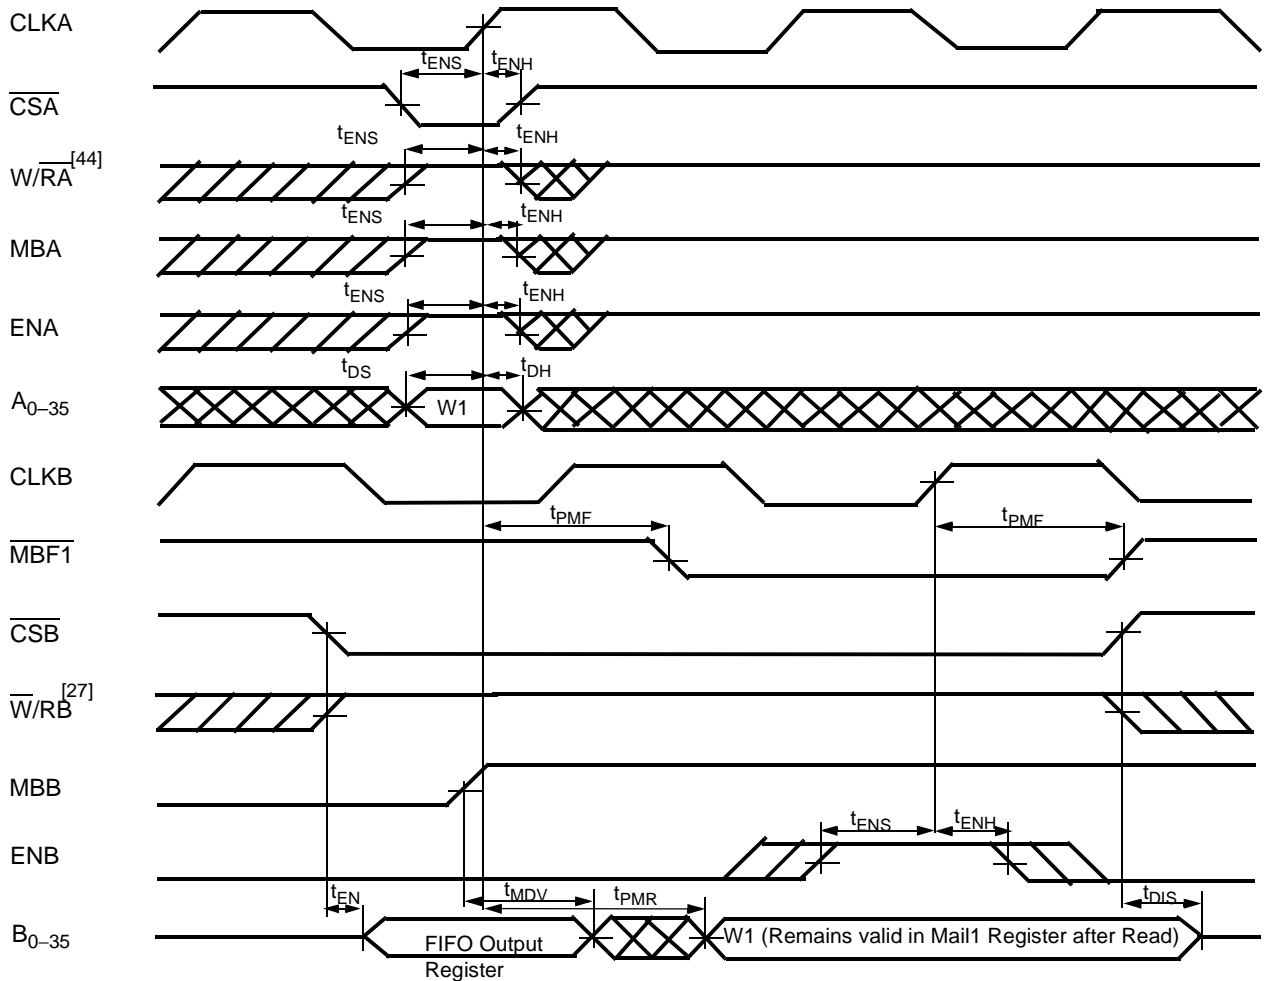 CLKA
tENS tENH
CSA
tENS tENH
W/RA[44]
tENS tENH
MBA
tENS tENH
ENA
tDS tDH
A0–35 W1
CLKB
tPMF tPMF
MBF1
CSB
W/RB[27]
MBB
tENS tENH
ENB
tEN tMDV tPMR tDIS
B0–35 FIFO Output W1 (Remains valid in Mail1 Register after Read)
Register